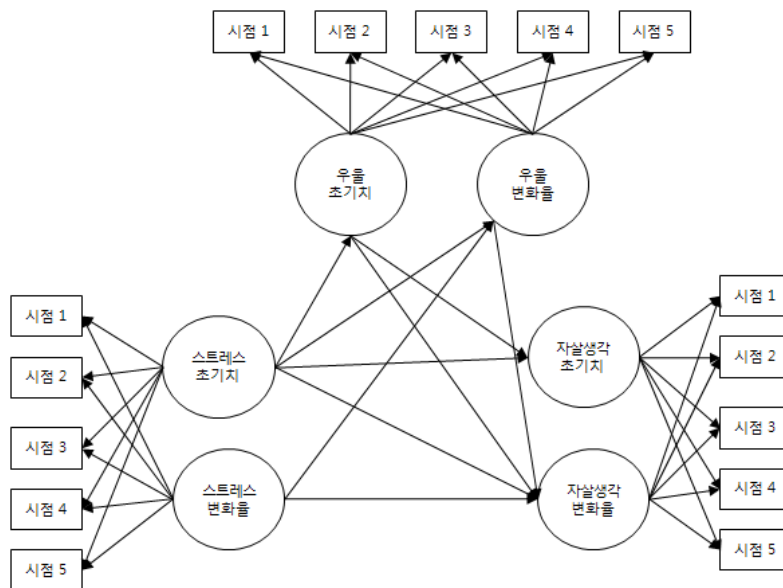 시점 1
시점 2
시점 3
시점 4
시점 5
우울
초기치
우울
변화율
시점 1
시점 2
시점 3
시점 4
시점 5
스트레스
초기치
스트레스
변화율
자살생각
초기치
자살생각
변화율
시점 1
시점 2
시점 3
시점 4
시점 5